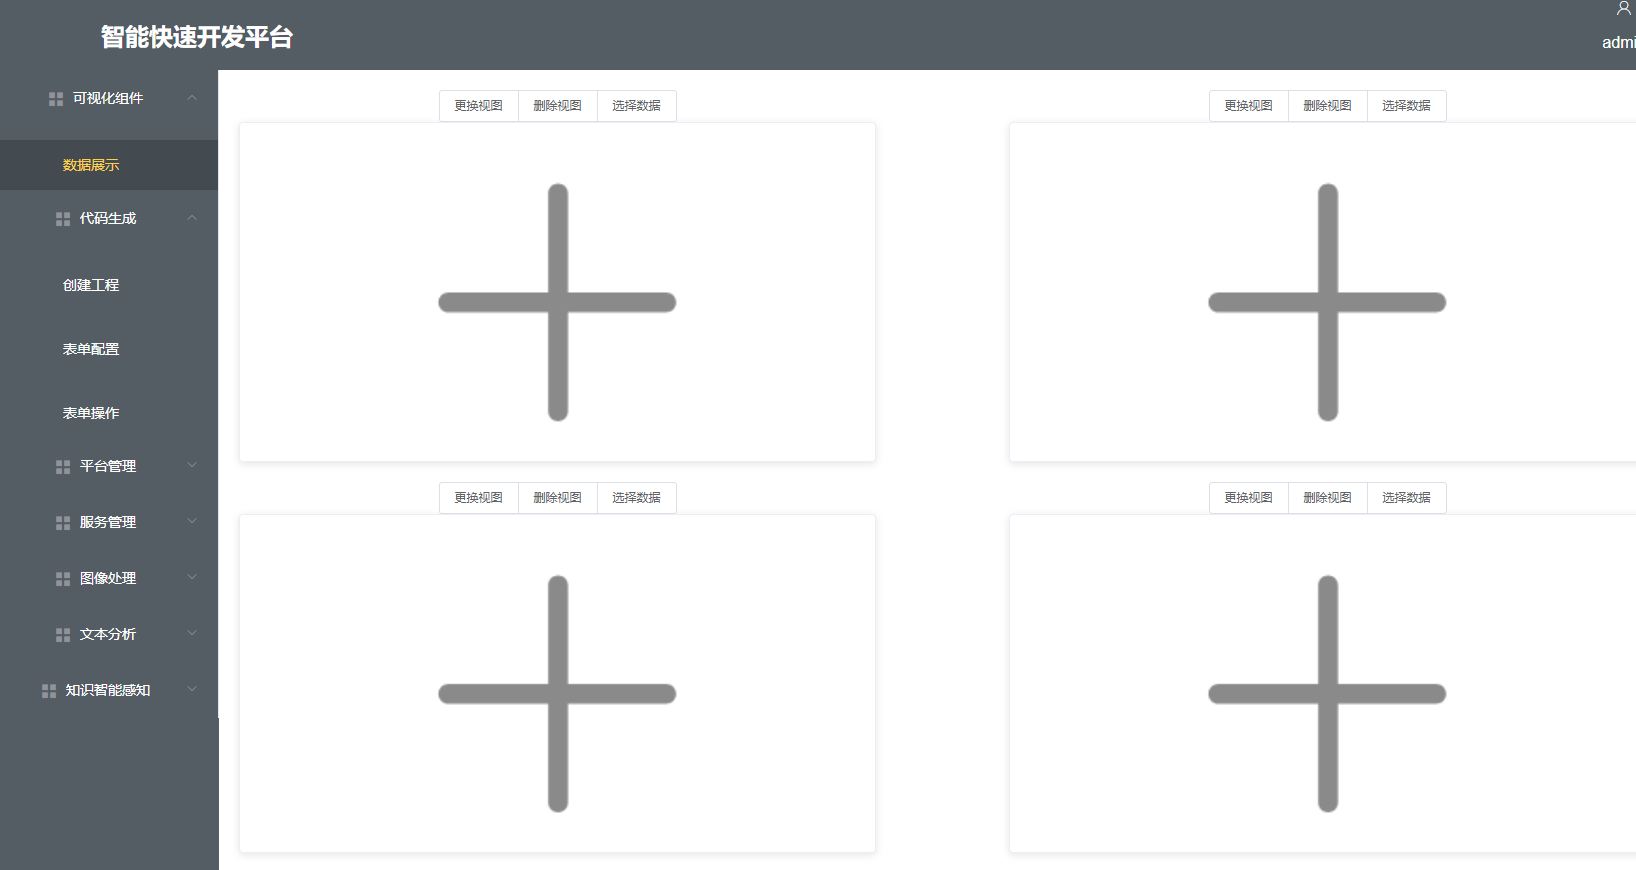 智能快速开发平台
admi
可视化组件
数据展示
代码生成
创建工程
表单配置
表单操作
平台管理
服务管理
图像处理
文本分析
知识智能感知
更换视图 删除视图 选择数据
更换视图 删除视图 选择数据
更换视图 删除视图 选择数据
更换视图 删除视图 选择数据